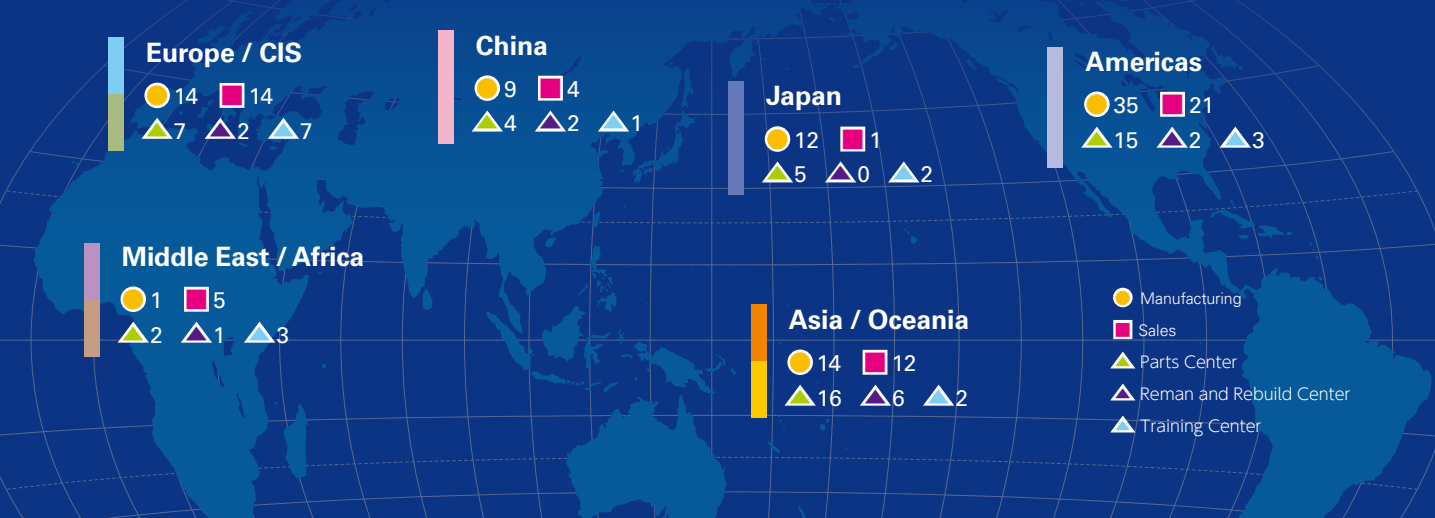 Europe / CIS
14 14
7 2 7
China
9 4
4 2 1
Japan
12 1
5 0 2
Americas
35 21
15 2 3
Middle East / Africa
1 5
2 1 3
Asia / Oceania
14 12
16 6 2
Manufacturing
Sales
Parts Center
Reman and Rebuild Center
Training Center